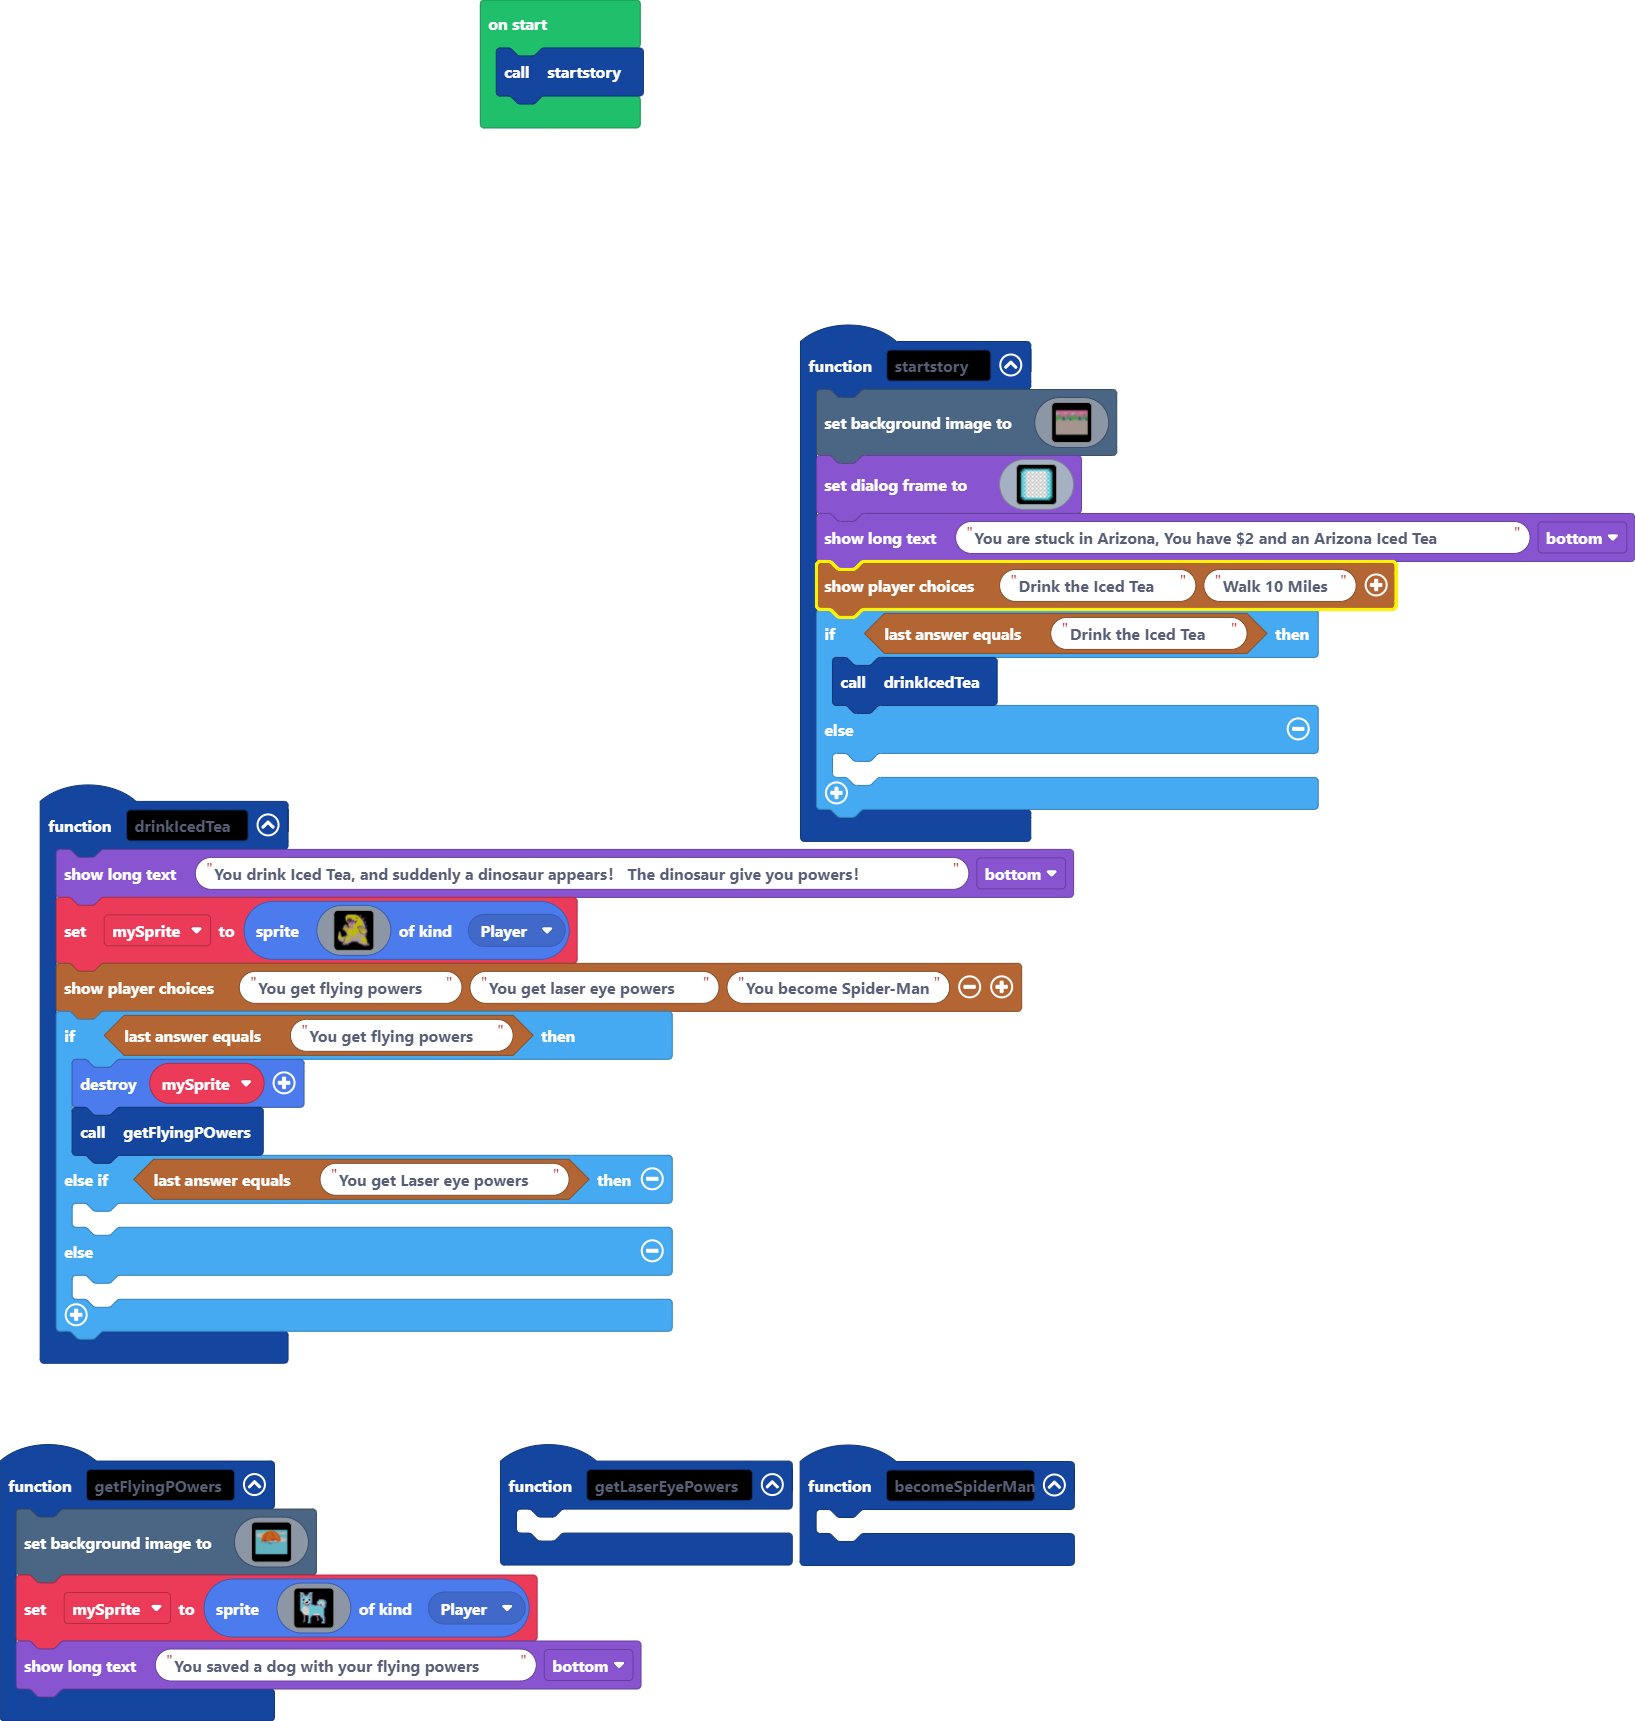 on start
call startstory
function startstory
set background image to
set dialog frame to
show long text "You are stuck in Arizona, You have $2 and an Arizona Iced Tea" bottom
show player choices "Drink the Iced Tea" "Walk 10 Miles"
if last answer equals "Drink the Iced Tea" then
call drinkIcedTea
else
function drinkIcedTea
show long text "You drink Iced Tea, and suddenly a dinosaur appears! The dinosaur give you powers!" bottom
set mySprite to sprite of kind Player
show player choices "You get flying powers" "You get laser eye powers" "You become Spider-Man
if last answer equals "You get flying powers" then
destroy mySprite
call getFlyingPOwers
else if last answer equals "You get Laser eye powers" then
else
function getFlyingPOwers
set background image to
set mySprite to sprite of kind Player
show long text "You saved a dog with your flying powers" bottom
function getLaserEyePowers
function becomeSpiderMan